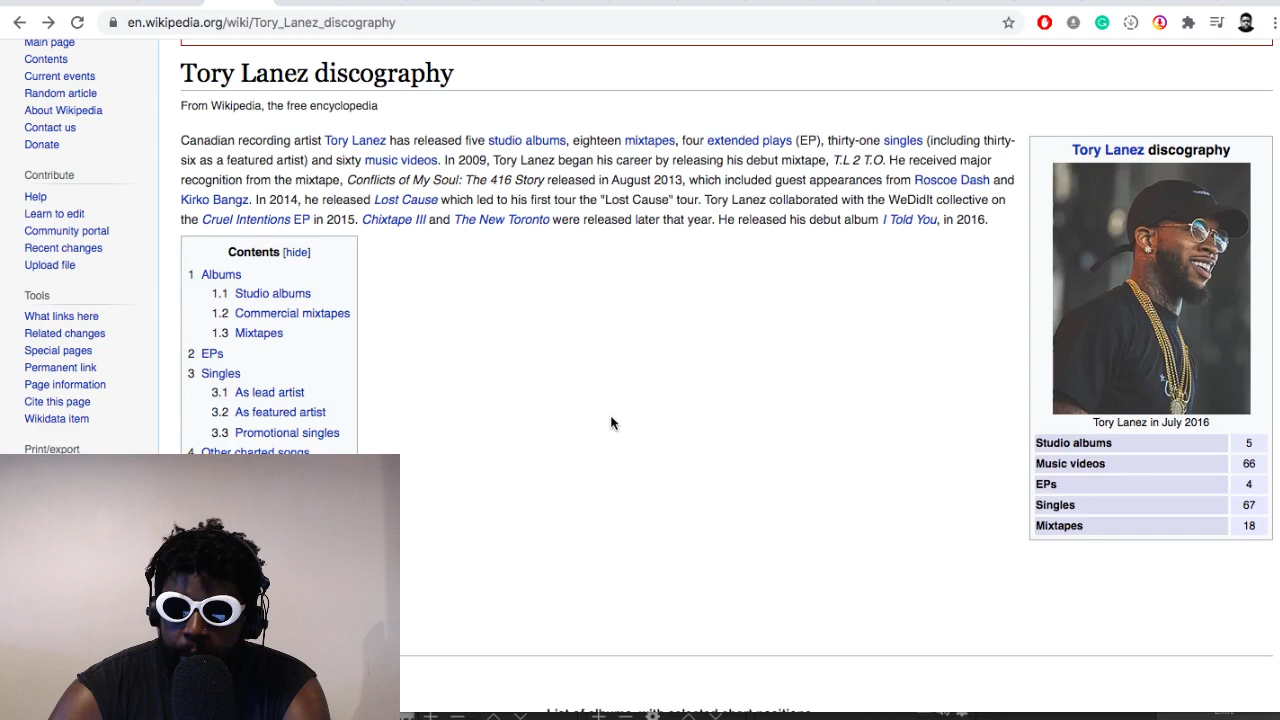 en.wikipedia.org/wiki/Tory_Lanez_discography
Main page
Contents
Current events
Random article
About Wikipedia
Contact us
Donate
Contribute
Help
Learn to edit
Community portal
Recent changes
Upload file
Tools
What links here
Related changes
Special pages
Permanent link
Page information
Cite this page
Wikidata item
Print/export
Tory Lanez discography
From Wikipedia, the free encyclopedia
Canadian recording artist Tory Lanez has released five studio albums, eighteen mixtapes, four extended plays (EP), thirty-one singles (including thirty-
six as a featured artist) and sixty music videos. In 2009, Tory Lanez began his career by releasing his debut mixtape, T.L 2 T.O. He received major
recognition from the mixtape, Conflicts of My Soul: The 416 Story released in August 2013, which included guest appearances from Roscoe Dash and
Kirko Bangz. In 2014, he released Lost Cause which led to his first tour the "Lost Cause" tour. Tory Lanez collaborated with the WeDidIt collective on
the Cruel Intentions EP in 2015. Chixtape III and The New Toronto were released later that year. He released his debut album I Told You, in 2016.
Contents [hide]
1 Albums
1.1 Studio albums
1.2 Commercial mixtapes
1.3 Mixtapes
2 EPs
3 Singles
3.1 As lead artist
3.2 As featured artist
3.3 Promotional singles
4 Other charted songs
Tory Lanez discography
Tory Lanez in July 2016
Studio albums 5
Music videos 66
EPs 4
Singles 67
Mixtapes 18
List of albums, with selected chart positions